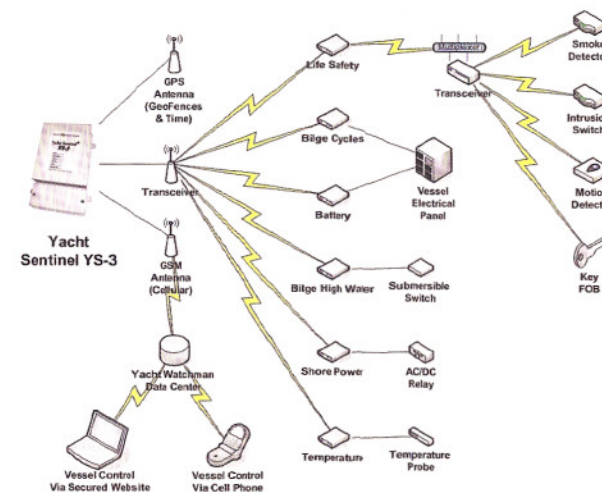 GPS
Antenna
(GeoFences
& Time)
Transceiver
Yacht
Sentinel YS-3
GSM
Antenna
(Cellular)
Yacht Watchman
Data Center
Vessel Control
Via Secured Website
Vessel Control
Via Cell Phone
Life Safety
Bilge Cycles
Battery
Vessel
Electrical
Panel
Bilge High Water
Submersible
Switch
Shore Power
AC/DC
Relay
Temperature
Temperature
Probe
Transceiver
Smoke
Detecto
Intrusion
Switch
Motio
Detect
Key
FOB